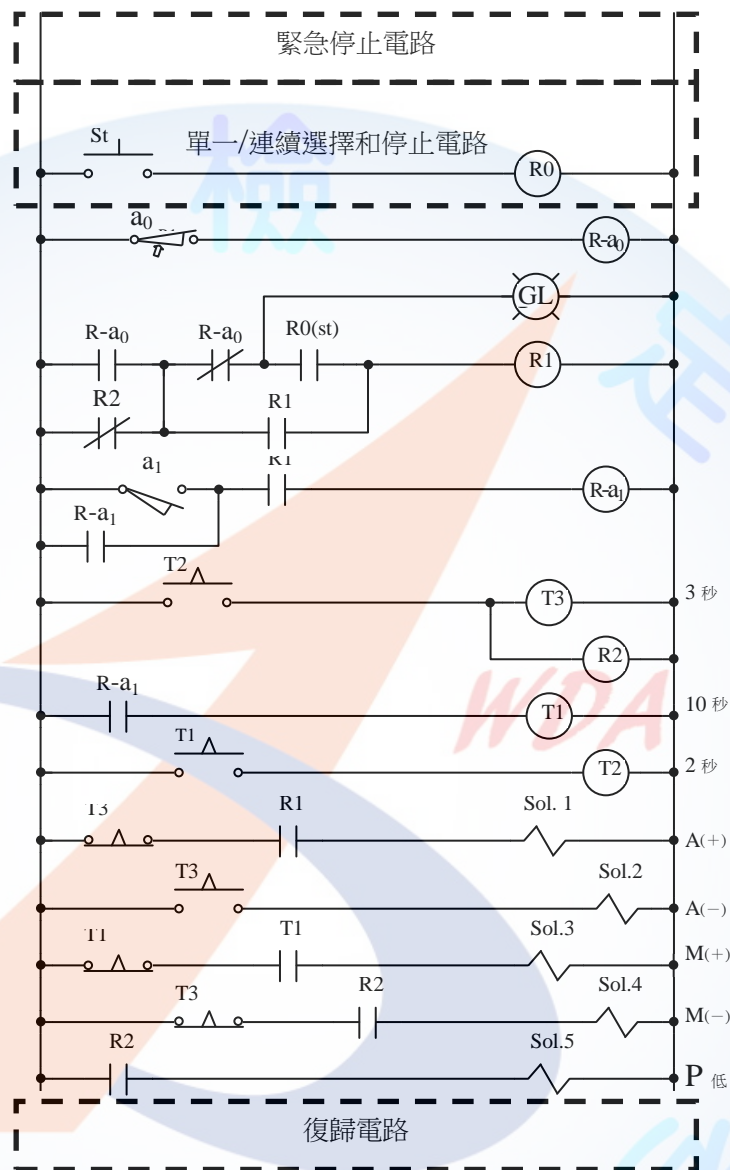 緊急停止電路
單一/連續選擇和停止電路
St
R0
a0
R-a0
GL
R-a0 R-a0 R0(st)
R1
R2 R1
a1 R1
R-a1
R-a1
T2
T3 3 秒
R2
R-a1
T1 10 秒
T1
T2 2 秒
T3 R1 Sol. 1
A(+)
T3 Sol.2
A(−)
T1 T1 Sol.3
M(+)
T3 R2 Sol.4
M(−)
R2 Sol.5
P 低
復歸電路
檢
定
WDA